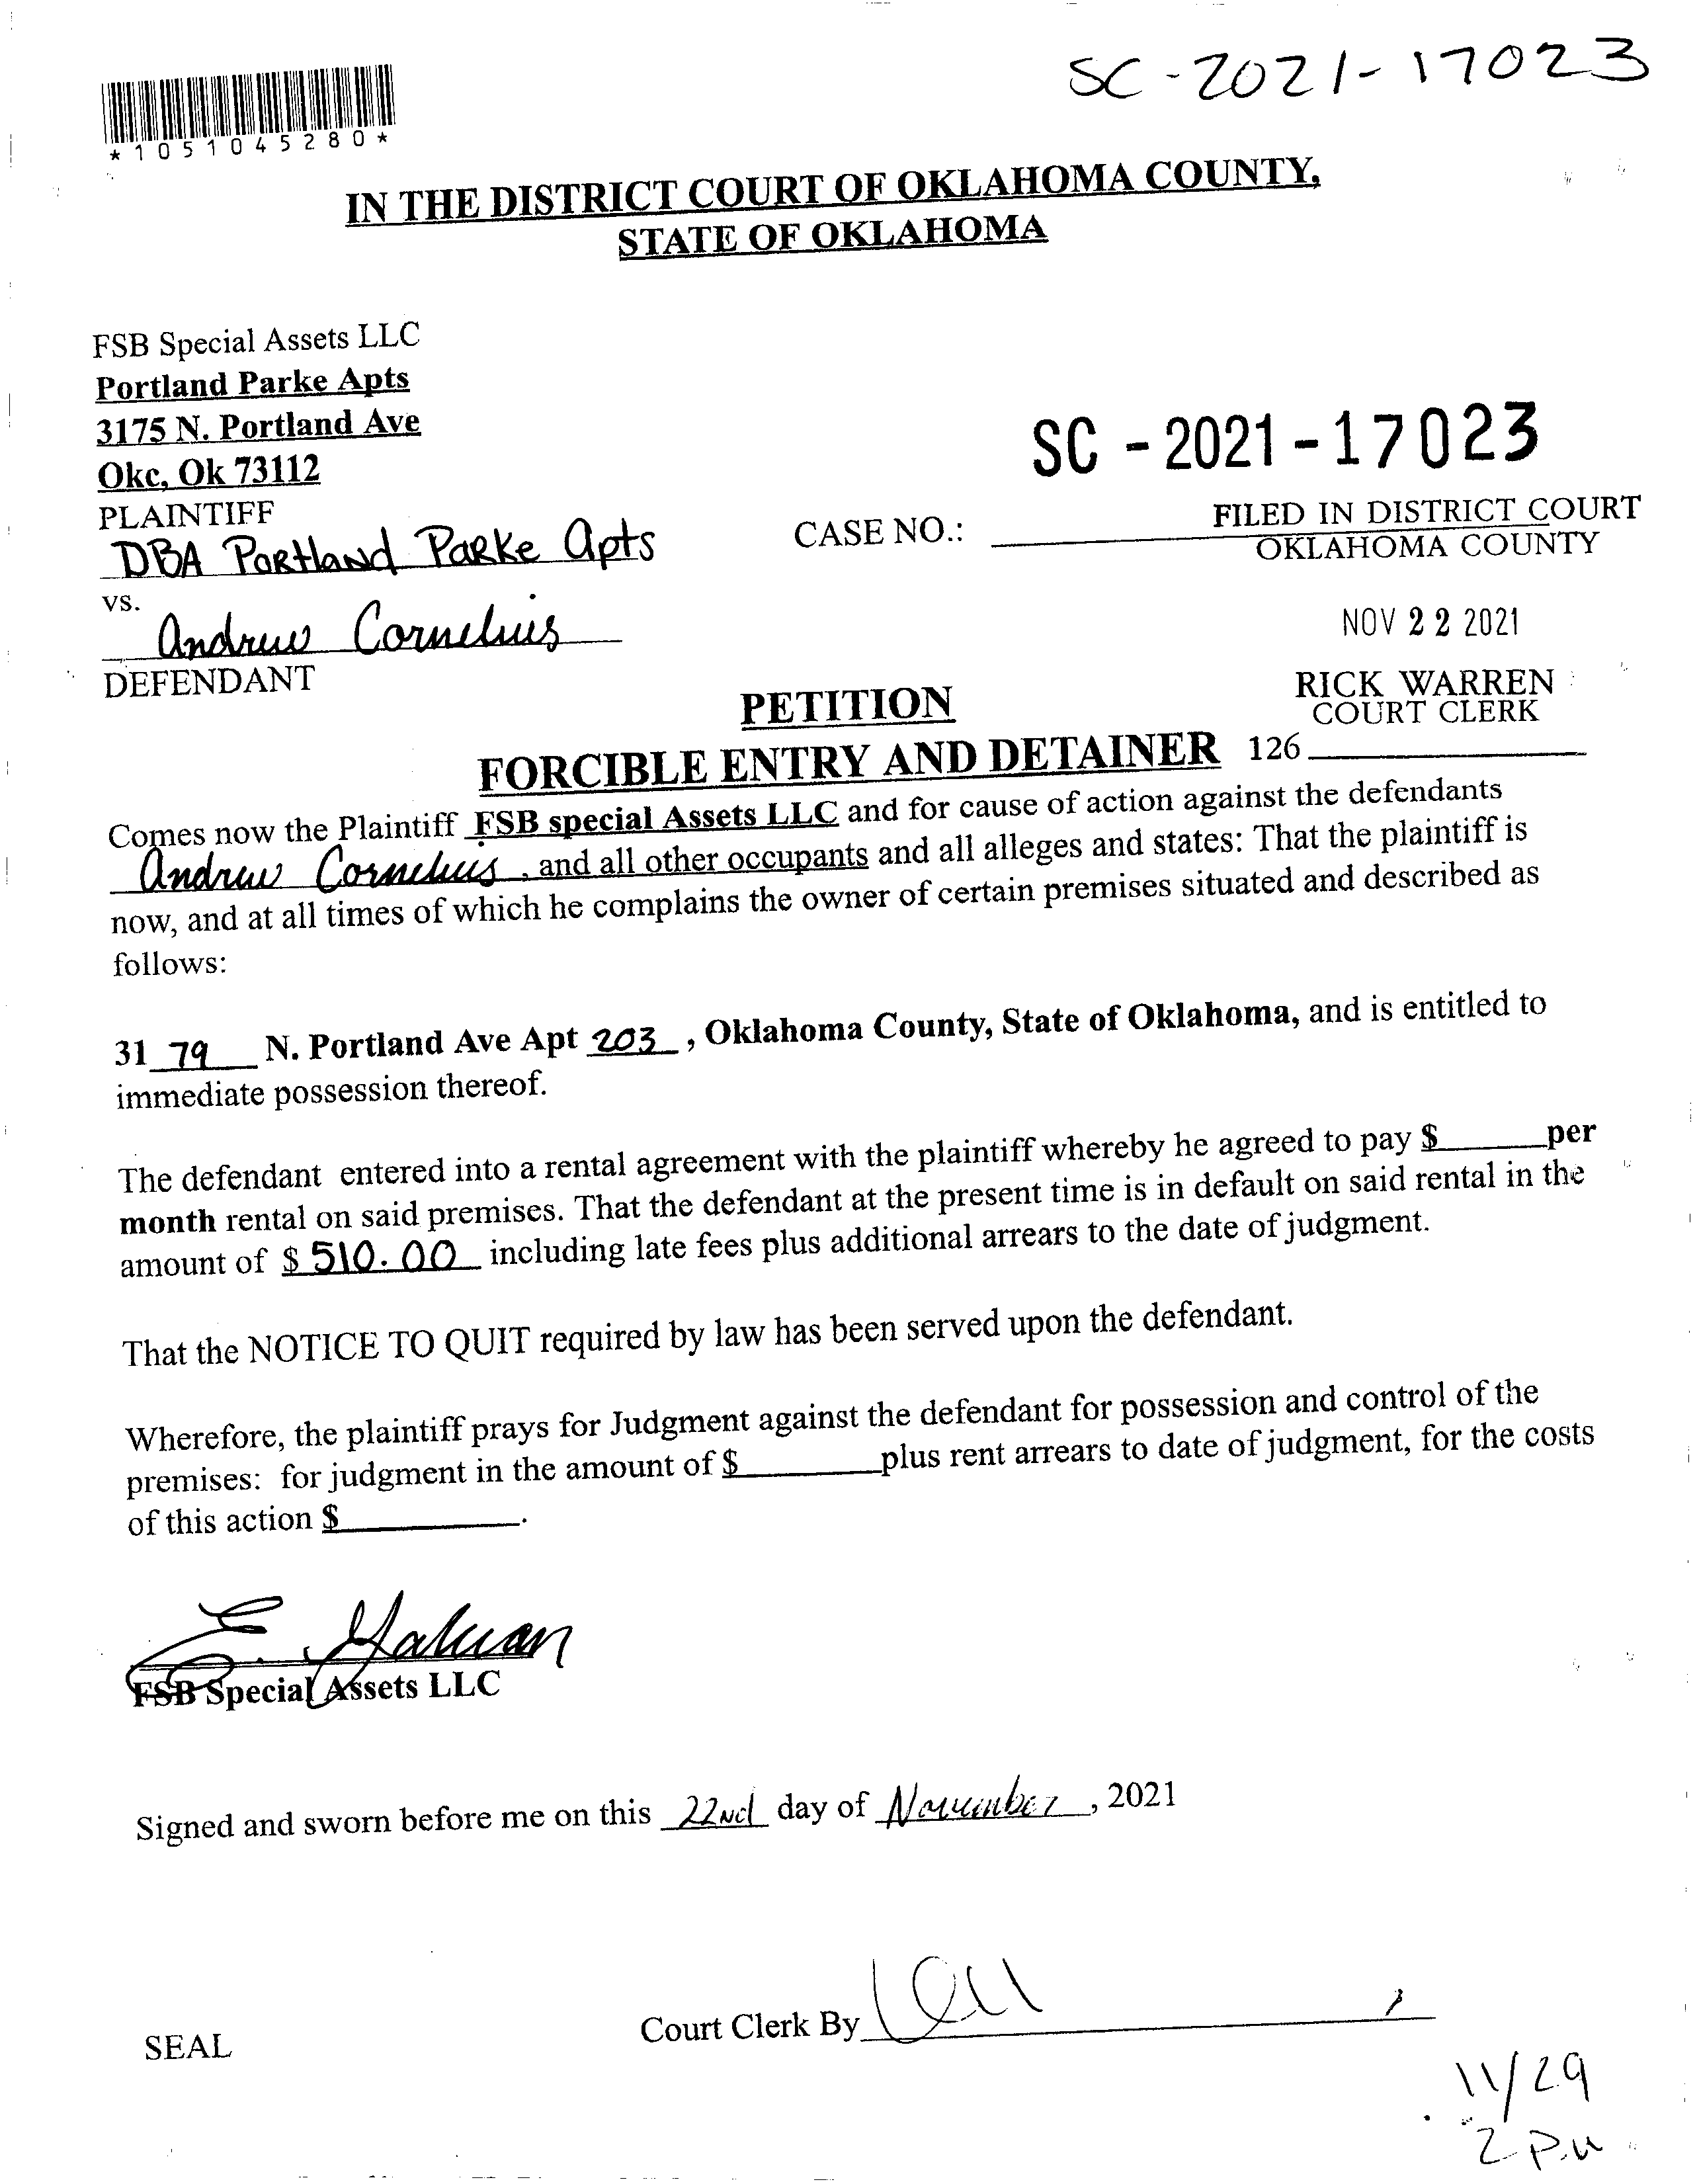 SC-2021-17023
*1051045280*
IN THE DISTRICT COURT OF OKLAHOMA COUNTY,
STATE OF OKLAHOMA
FSB Special Assets LLC
Portland Parke Apts
3175 N. Portland Ave
Okc, Ok 73112
PLAINTIFF
DBA Portland Parke Apts
vs.
Andrew Cornelius
DEFENDANT
SC - 2021 - 17023
CASE NO.:
FILED IN DISTRICT COURT
OKLAHOMA COUNTY
NOV 22 2021
RICK WARREN
COURT CLERK
126
PETITION
FORCIBLE ENTRY AND DETAINER
Comes now the Plaintiff FSB special Assets LLC and for cause of action against the defendants
Andrew Cornelius, and all other occupants and all alleges and states: That the plaintiff is
now, and at all times of which he complains the owner of certain premises situated and described as
follows:
31 79 N. Portland Ave Apt 203, Oklahoma County, State of Oklahoma, and is entitled to
immediate possession thereof.
The defendant entered into a rental agreement with the plaintiff whereby he agreed to pay $______per
month rental on said premises. That the defendant at the present time is in default on said rental in the
amount of $ 510.00 including late fees plus additional arrears to the date of judgment.
That the NOTICE TO QUIT required by law has been served upon the defendant.
Wherefore, the plaintiff prays for Judgment against the defendant for possession and control of the
premises: for judgment in the amount of $________plus rent arrears to date of judgment, for the costs
of this action $__________.
FSB Special Assets LLC
Signed and sworn before me on this 22nd day of November, 2021
Court Clerk By
SEAL
11/29
2 P.M